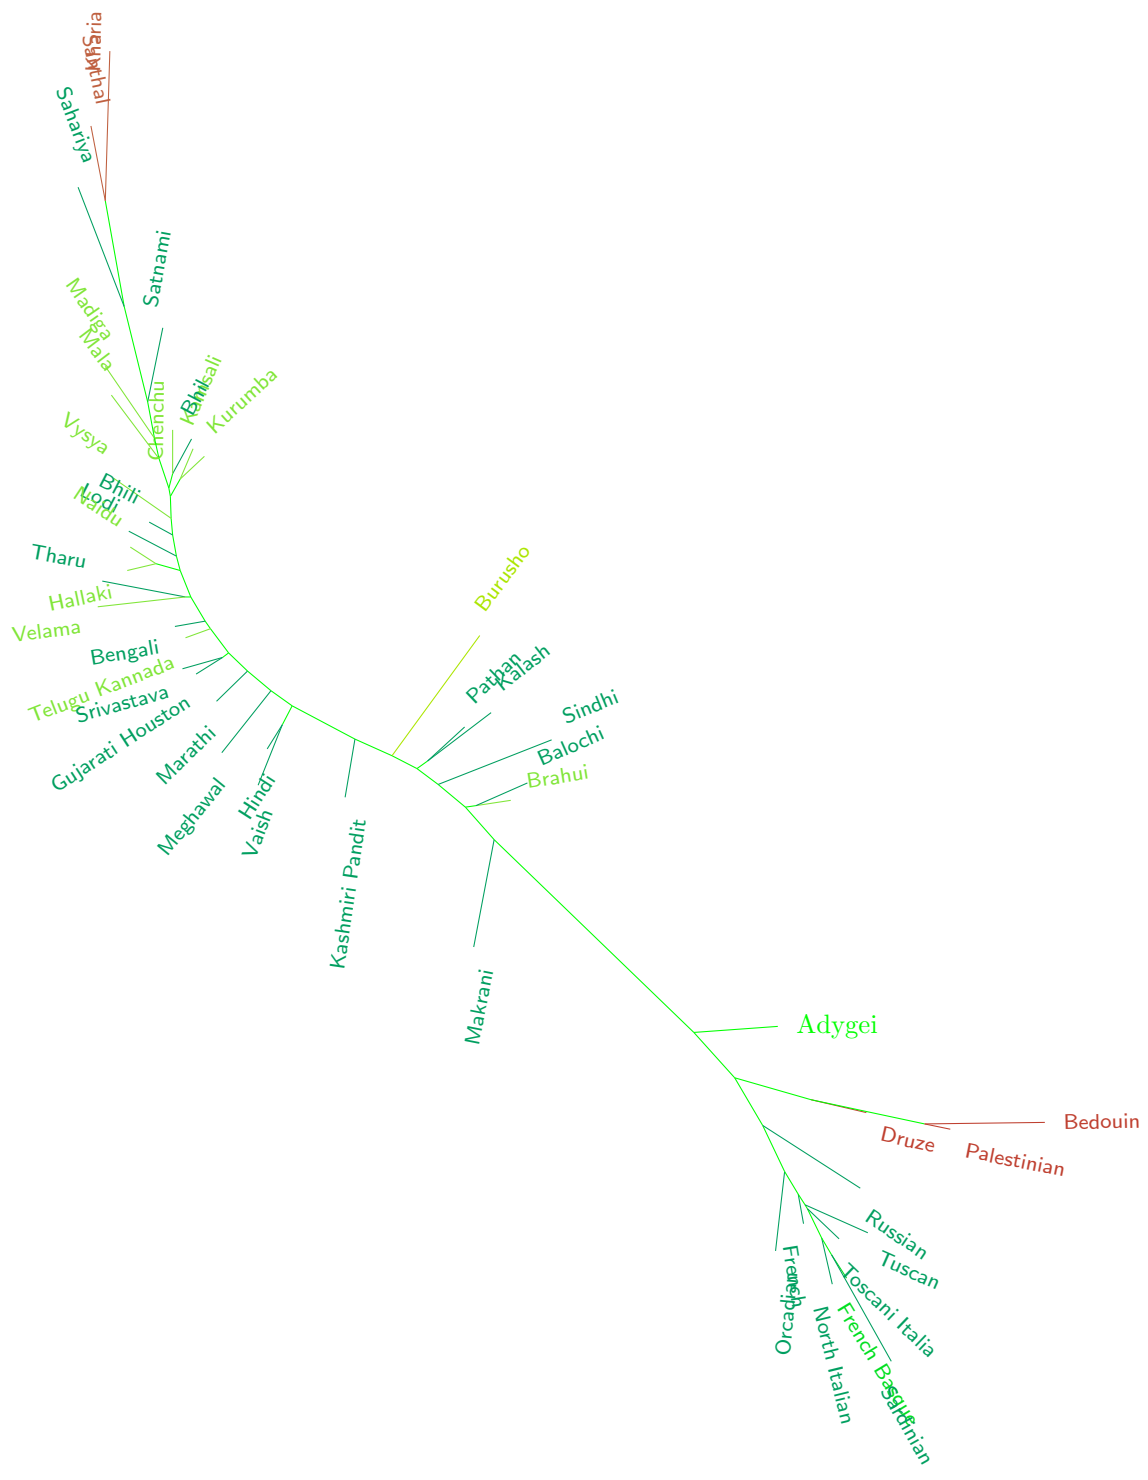 Kharia
Santhal
Sahariya
Satnami
Madiga
Mala
Chenchu
Kamsali
Bhil
Kurumba
Vysya
Bhili
Lodi
Naidu
Tharu
Hallaki
Velama
Bengali
Telugu Kannada
Srivastava
Gujarati Houston
Marathi
Meghawal
Hindi
Vaish
Kashmiri Pandit
Burusho
Pathan
Kalash
Sindhi
Balochi
Brahui
Makrani
Adygei
Bedouin
Druze
Palestinian
Russian
Tuscan
Toscani Italia
French
Orcadian
North Italian
French Basque
Sardinian